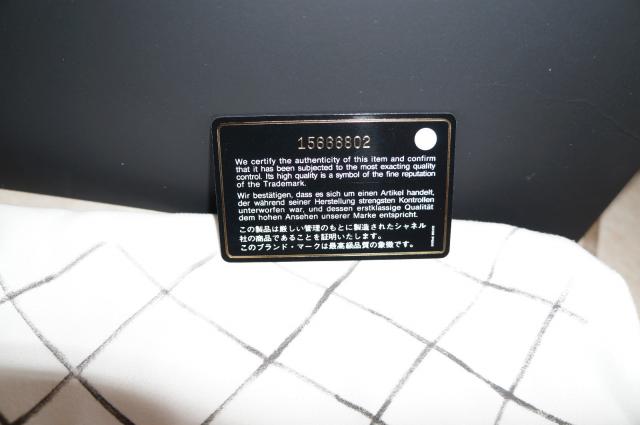 15666802
We certify the authenticity of this item and confirm
that it has been subjected to the most exacting quality
control. Its high quality is a symbol of the fine reputation
of the Trademark.
Wir bestätigen, dass es sich um einen Artikel handelt,
der während seiner Herstellung strengsten Kontrollen
unterworfen war, und dessen erstklassige Qualität
dem hohen Ansehen unserer Marke entspricht.
この製品は厳しい管理のもとに製造されたシャネル
社の商品であることを証明いたします。
このブランド・マークは最高級品質の象徴です。